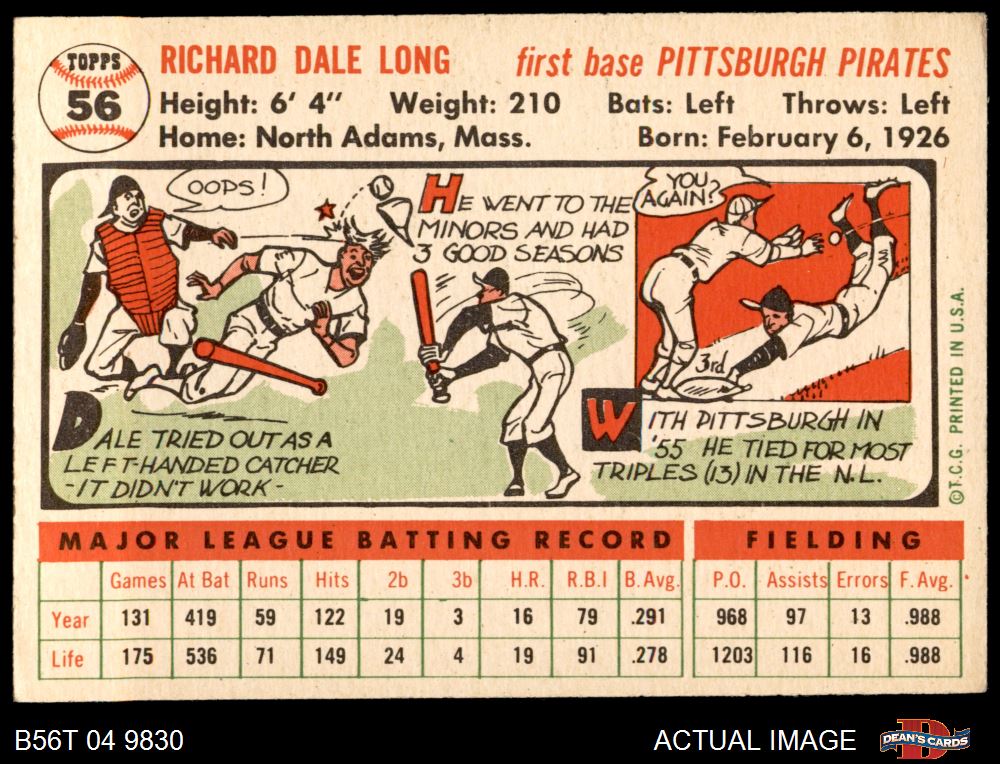 TOPPS
56
RICHARD DALE LONG first base PITTSBURGH PIRATES
Height: 6' 4" Weight: 210 Bats: Left Throws: Left
Home: North Adams, Mass. Born: February 6, 1926
OOPS!
DALE TRIED OUT AS A
LEFT-HANDED CATCHER
-IT DIDN'T WORK-
HE WENT TO THE
MINORS AND HAD
3 GOOD SEASONS
YOU
AGAIN?
3rd
WITH PITTSBURGH IN
'55 HE TIED FOR MOST
TRIPLES (13) IN THE N.L.
©T.C.G. PRINTED IN U.S.A.
MAJOR LEAGUE BATTING RECORD FIELDING
Games At Bat Runs Hits 2b 3b H.R. R.B.I B.Avg. P.O. Assists Errors F. Avg.
Year 131 419 59 122 19 3 16 79 .291 968 97 13 .988
Life 175 536 71 149 24 4 19 91 .278 1203 116 16 .988
B56T 04 9830 ACTUAL IMAGE DEAN'S CARDS